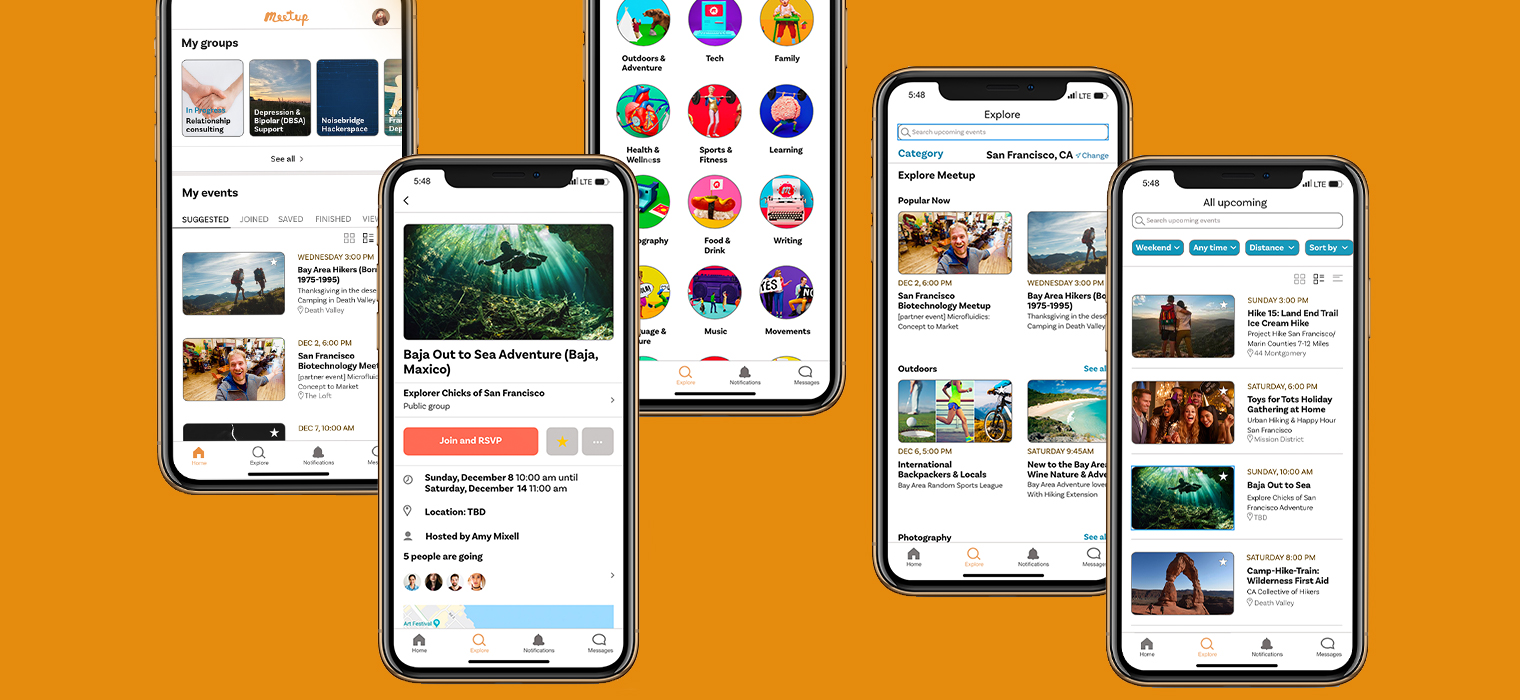 meetup
My groups
In Progress
Relationship
consulting
Depression &
Bipolar (DBSA)
Support
Noisebridge
Hackerspace
See all >
My events
SUGGESTED
JOINED
SAVED
FINISHED
VIEW
WEDNESDAY 3:00 PM
Bay Area Hikers (Born
1975-1995)
Thanksgiving in the dese
Camping in Death Valley
Death Valley
DEC 2, 6:00 PM
San Francisco
Biotechnology Meet
[partner event] Microfluidi
Concept to Market
The Loft
DEC 7, 10:00 AM
Home
Explore
Notifications
Mes
5:48
LTE
Baja Out to Sea Adventure (Baja,
Maxico)
Explorer Chicks of San Francisco
Public group
Join and RSVP
...
Sunday, December 8 10:00 am until
Saturday, December 14 11:00 am
Location: TBD
Hosted by Amy Mixell
5 people are going
Art Festival
Home
Explore
Notifications
Messages
Outdoors &
Adventure
Tech
Family
Health &
Wellness
Sports &
Fitness
Learning
ography
Food &
Drink
Writing
YES
NO
uage &
ure
Music
Movements
Explore
Notifications
Messages
5:48
LTE
Explore
Search upcoming events
Category
San Francisco, CA
Change
Explore Meetup
Popular Now
DEC 2, 6:00 PM
San Francisco
Biotechnology Meetup
[partner event] Microfluidics:
Concept to Market
WEDNESDAY 3:00 PM
Bay Area Hikers (Bo
1975-1995)
Thanksgiving in the dese
Camping in Death Valley
Outdoors
See al
DEC 6, 5:00 PM
International
Backpackers & Locals
Bay Area Random Sports League
SATURDAY 9:45AM
New to the Bay Area
Wine Nature & Adve
Bay Area Adventure love
With Hiking Extension
Photography
See al
Home
Explore
Notifications
Messages
5:48
LTE
All upcoming
Search upcoming events
Weekend
Any time
Distance
Sort by
SUNDAY 3:00 PM
Hike 15: Land End Trail
Ice Cream Hike
Project Hike San Francisco/
Marin Counties 7-12 Miles
44 Montgomery
SATURDAY, 6:00 PM
Toys for Tots Holiday
Gathering at Home
Urban Hiking & Happy Hour
San Francisco
Mission District
SUNDAY, 10:00 AM
Baja Out to Sea
Explore Chicks of San
Francisco Adventure
TBD
SATURDAY 8:00 PM
Camp-Hike-Train:
Wilderness First Aid
CA Collective of Hikers
Death Valley
Home
Explore
Notifications
Messages